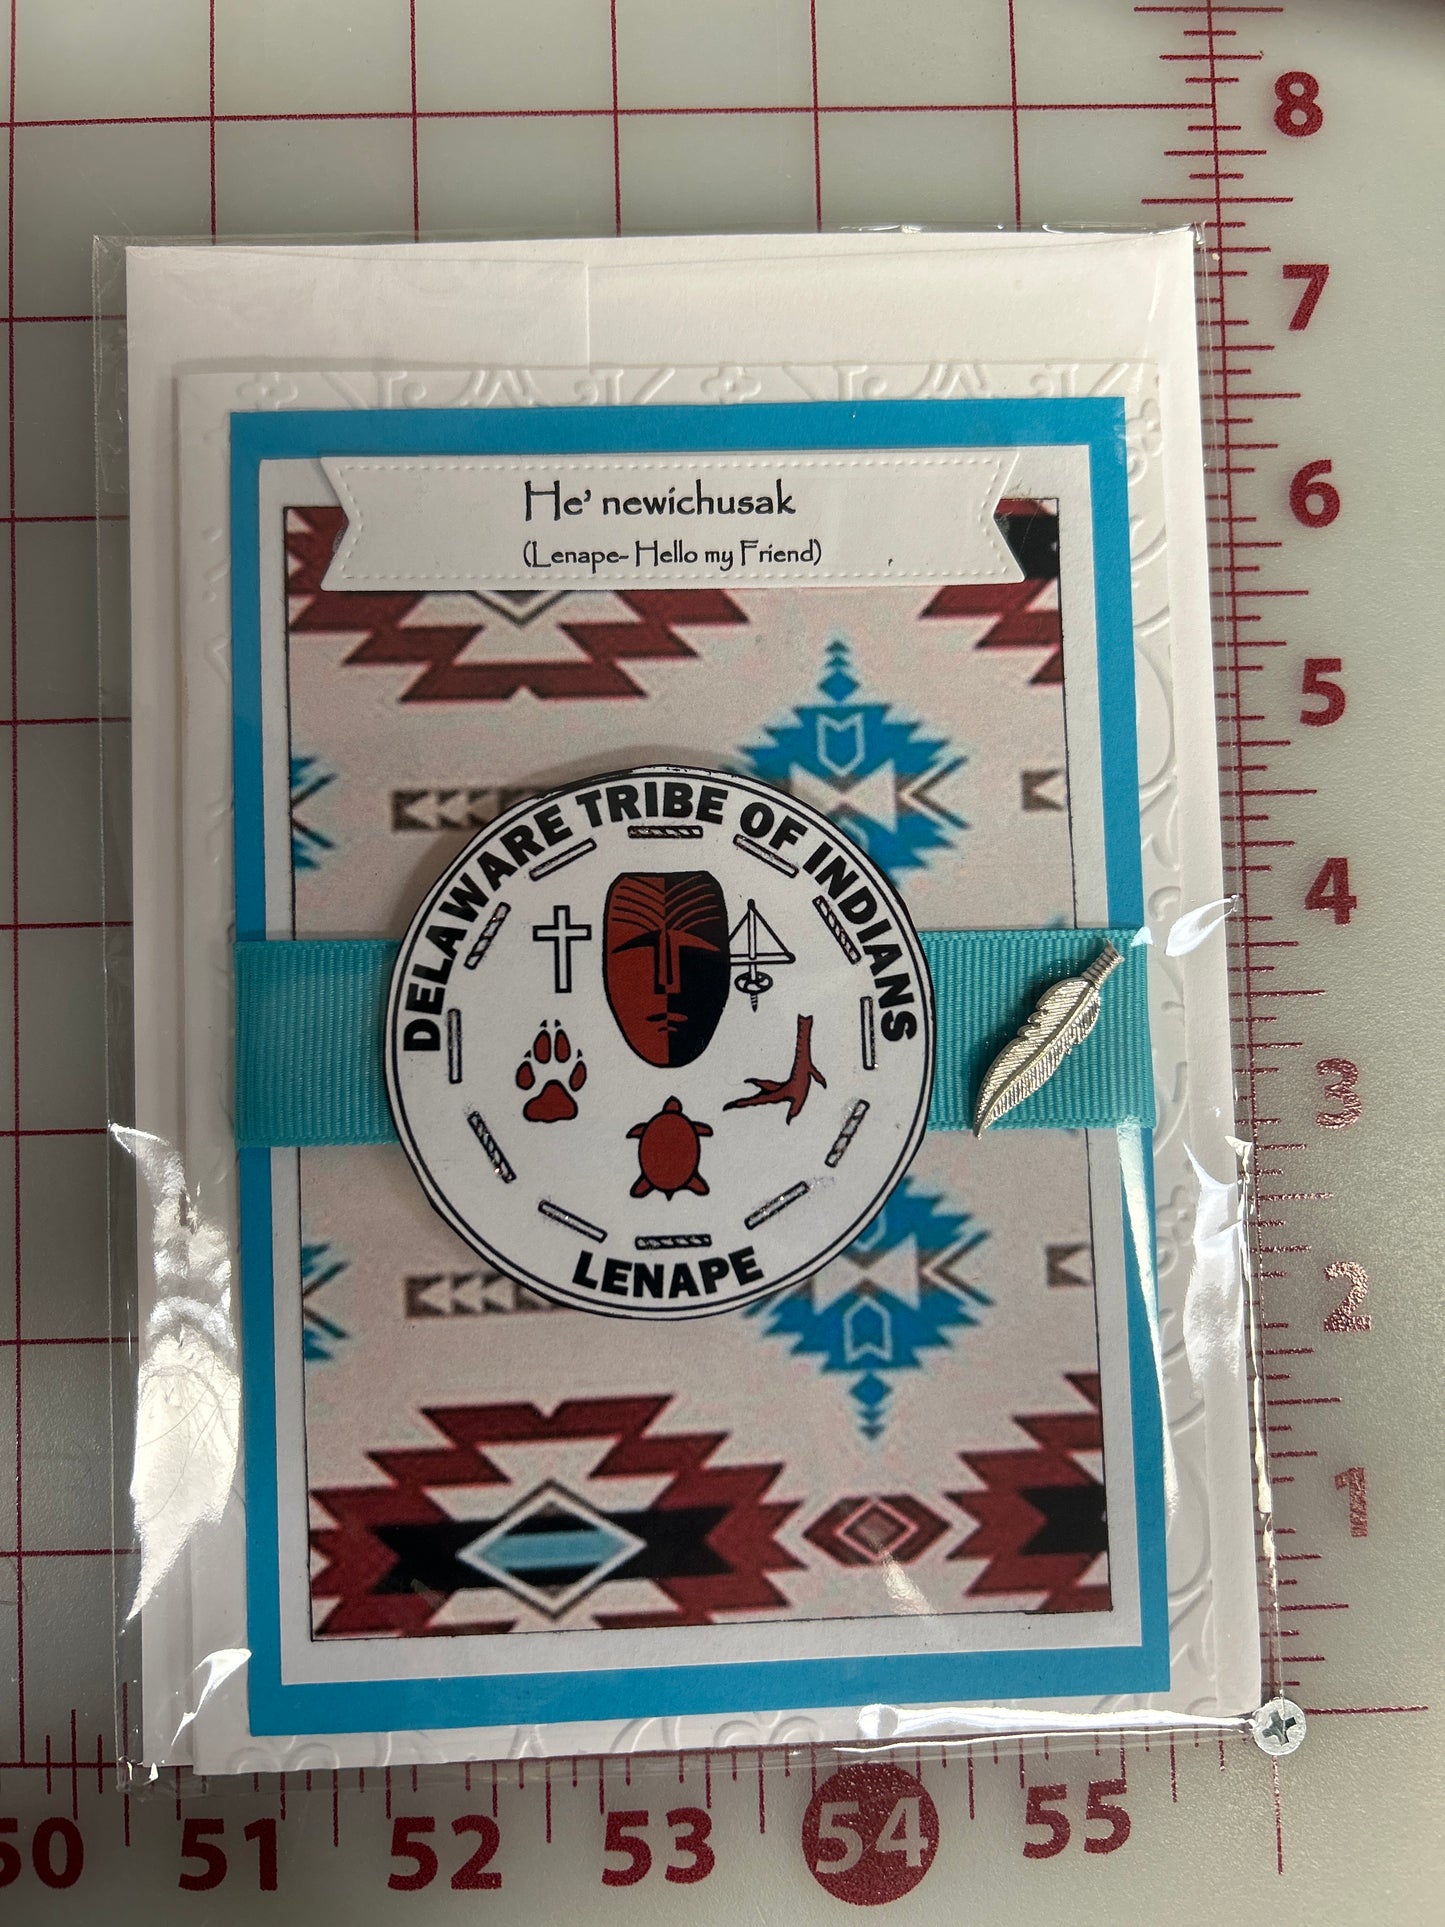 He' newichusak
(Lenape- Hello my Friend)
DELAWARE TRIBE OF INDIANS
LENAPE
8
7
6
5
4
3
2
1
50 51 52 53 54 55